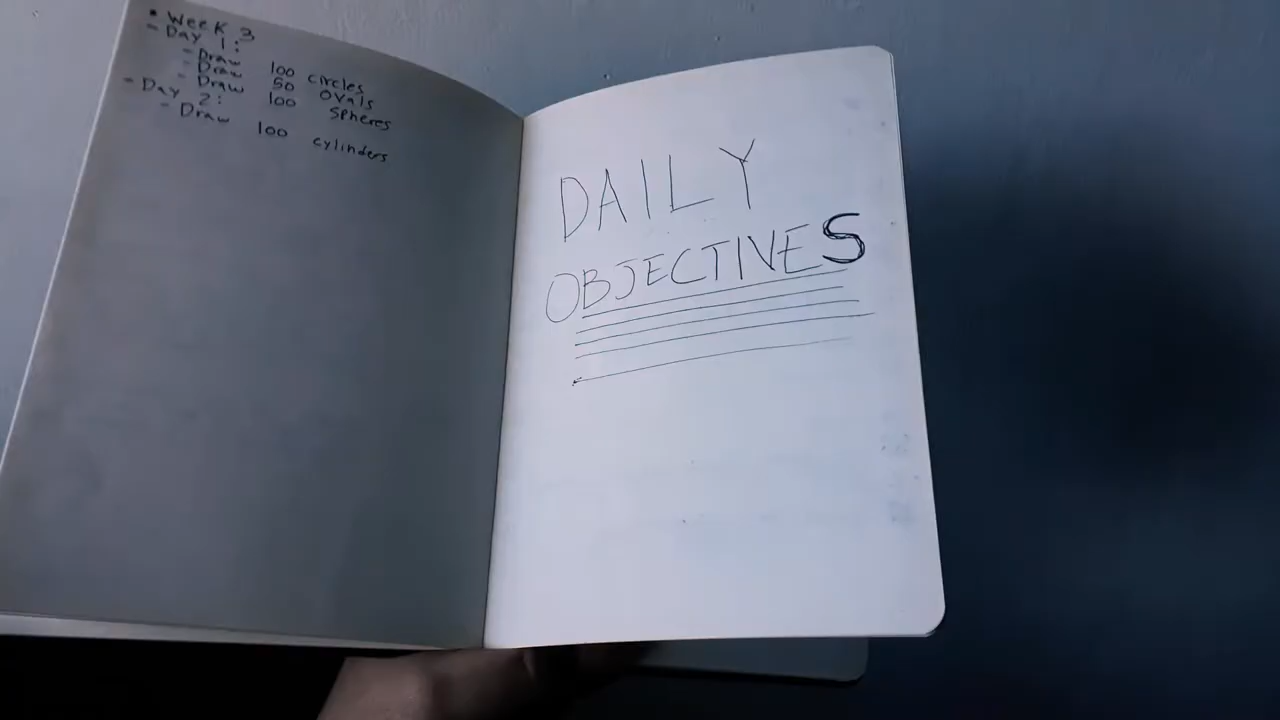 • Week 3
- Day 1:
- Draw 100 circles
- Draw 50 ovals
- Draw 100 spheres
- Day 2:
- Draw 100 cylinders
DAILY
OBJECTIVES